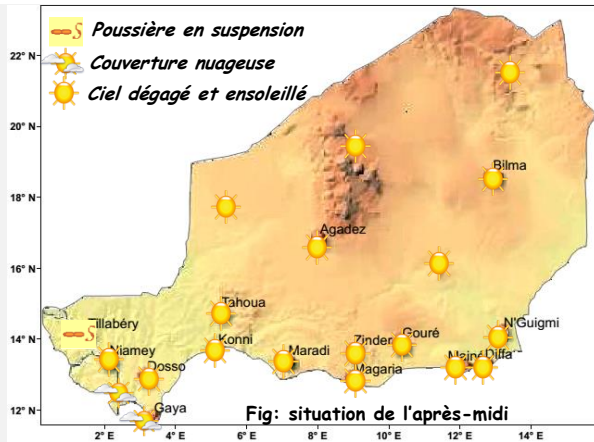 22° N
S Poussière en suspension
Couverture nuageuse
Ciel dégagé et ensoleillé
20° N
18° N
Bilma
Agadez
16° N
Tahoua
14° N
Tillabéry
S
N'Guigmi
Niamey
Konni
Maradi
Zinder
Gouré
Dosso
Magaria
Diffa
12° N
Gaya
Fig: situation de l'après-midi
2° E
4° E
6° E
8° E
10° E
12° E
14° E